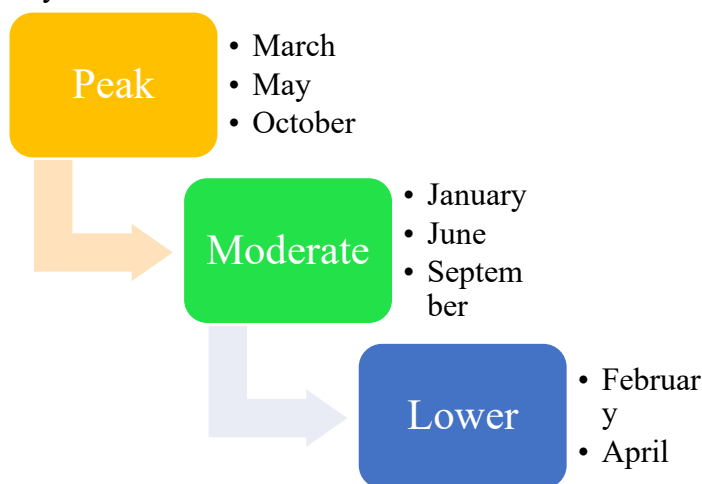 Peak
• March
• May
• October
Moderate
• January
• June
• Septem
ber
Lower
• Februar
y
• April